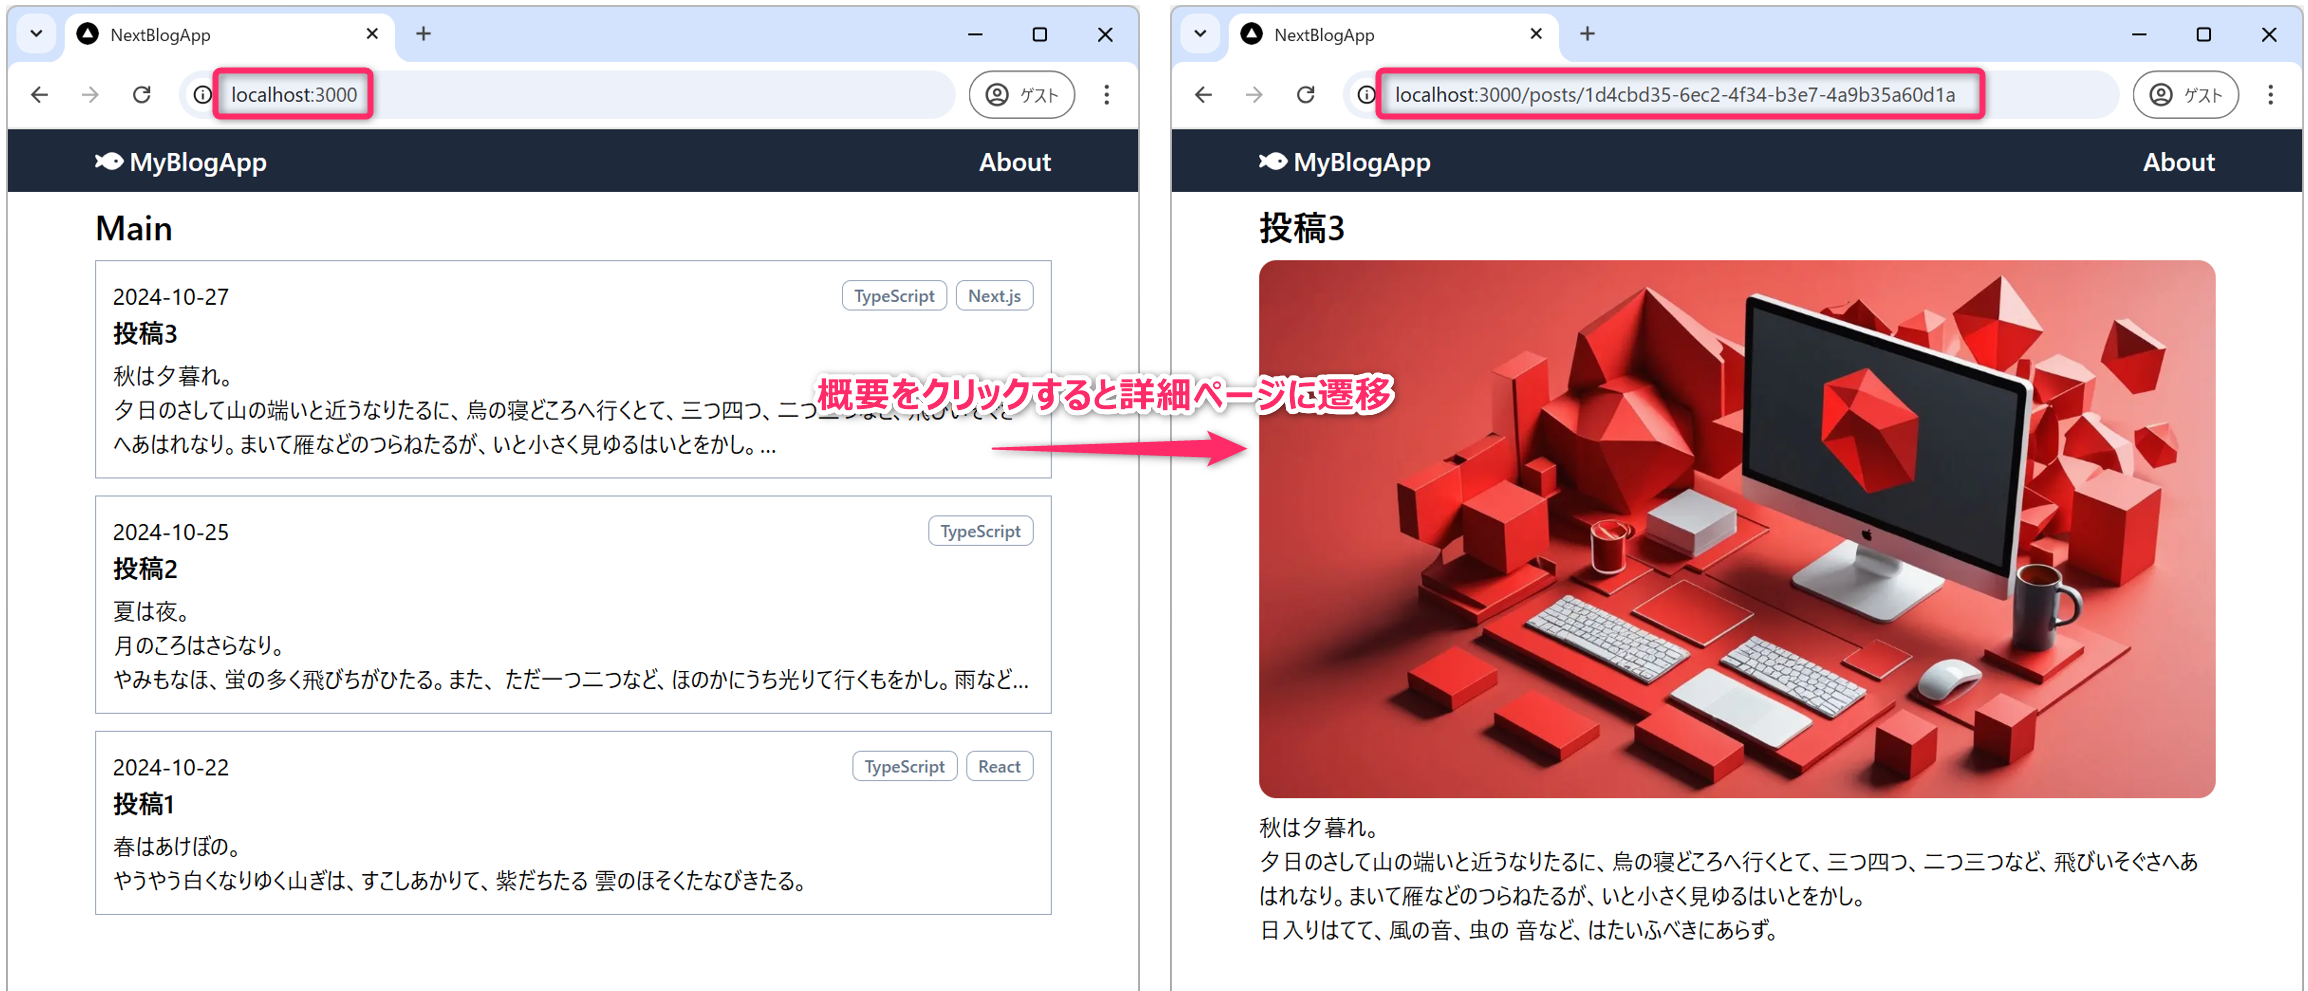 NextBlogApp
localhost:3000
ゲスト
MyBlogApp
About
Main
2024-10-27
TypeScript
Next.js
投稿3
秋は夕暮れ。
夕日のさして山の端いと近うなりたるに、烏の寝どころへ行くとて、三つ四つ、二つ三つなど、飛びいそぐさ
へあはれなり。まいて雁などのつらねたるが、いと小さく見ゆるはいとをかし。...
2024-10-25
TypeScript
投稿2
夏は夜。
月のころはさらなり。
やみもなほ、蛍の多く飛びちがひたる。また、 ただ一つ二つなど、ほのかにうち光りて行くもをかし。雨など...
2024-10-22
TypeScript
React
投稿1
春はあけぼの。
やうやう白くなりゆく山ぎは、すこしあかりて、紫だちたる 雲のほそくたなびきたる。
概要をクリックすると詳細ページに遷移
NextBlogApp
localhost:3000/posts/1d4cbd35-6ec2-4f34-b3e7-4a9b35a60d1a
ゲスト
MyBlogApp
About
投稿3
秋は夕暮れ。
夕日のさして山の端いと近うなりたるに、烏の寝どころへ行くとて、三つ四つ、二つ三つなど、飛びいそぐさへあ
はれなり。まいて雁などのつらねたるが、いと小さく見ゆるはいとをかし。
日入りはてて、風の音、虫の 音など、はたいふべきにあらず。